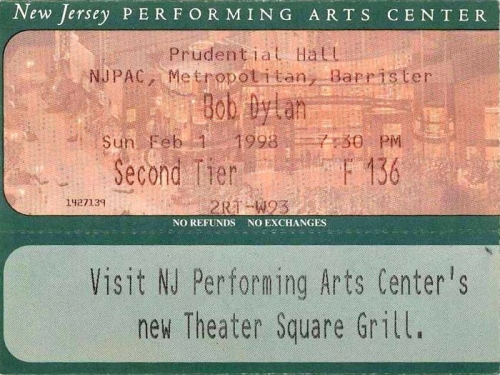 New Jersey PERFORMING ARTS CENTER
Prudential Hall
NJPAC, Metropolitan, Barrister
Bob Dylan
Sun Feb 1 1998 7:30 PM
Second Tier F 136
1427139 2RT-W93
NO REFUNDS NO EXCHANGES
Visit NJ Performing Arts Center's
new Theater Square Grill.